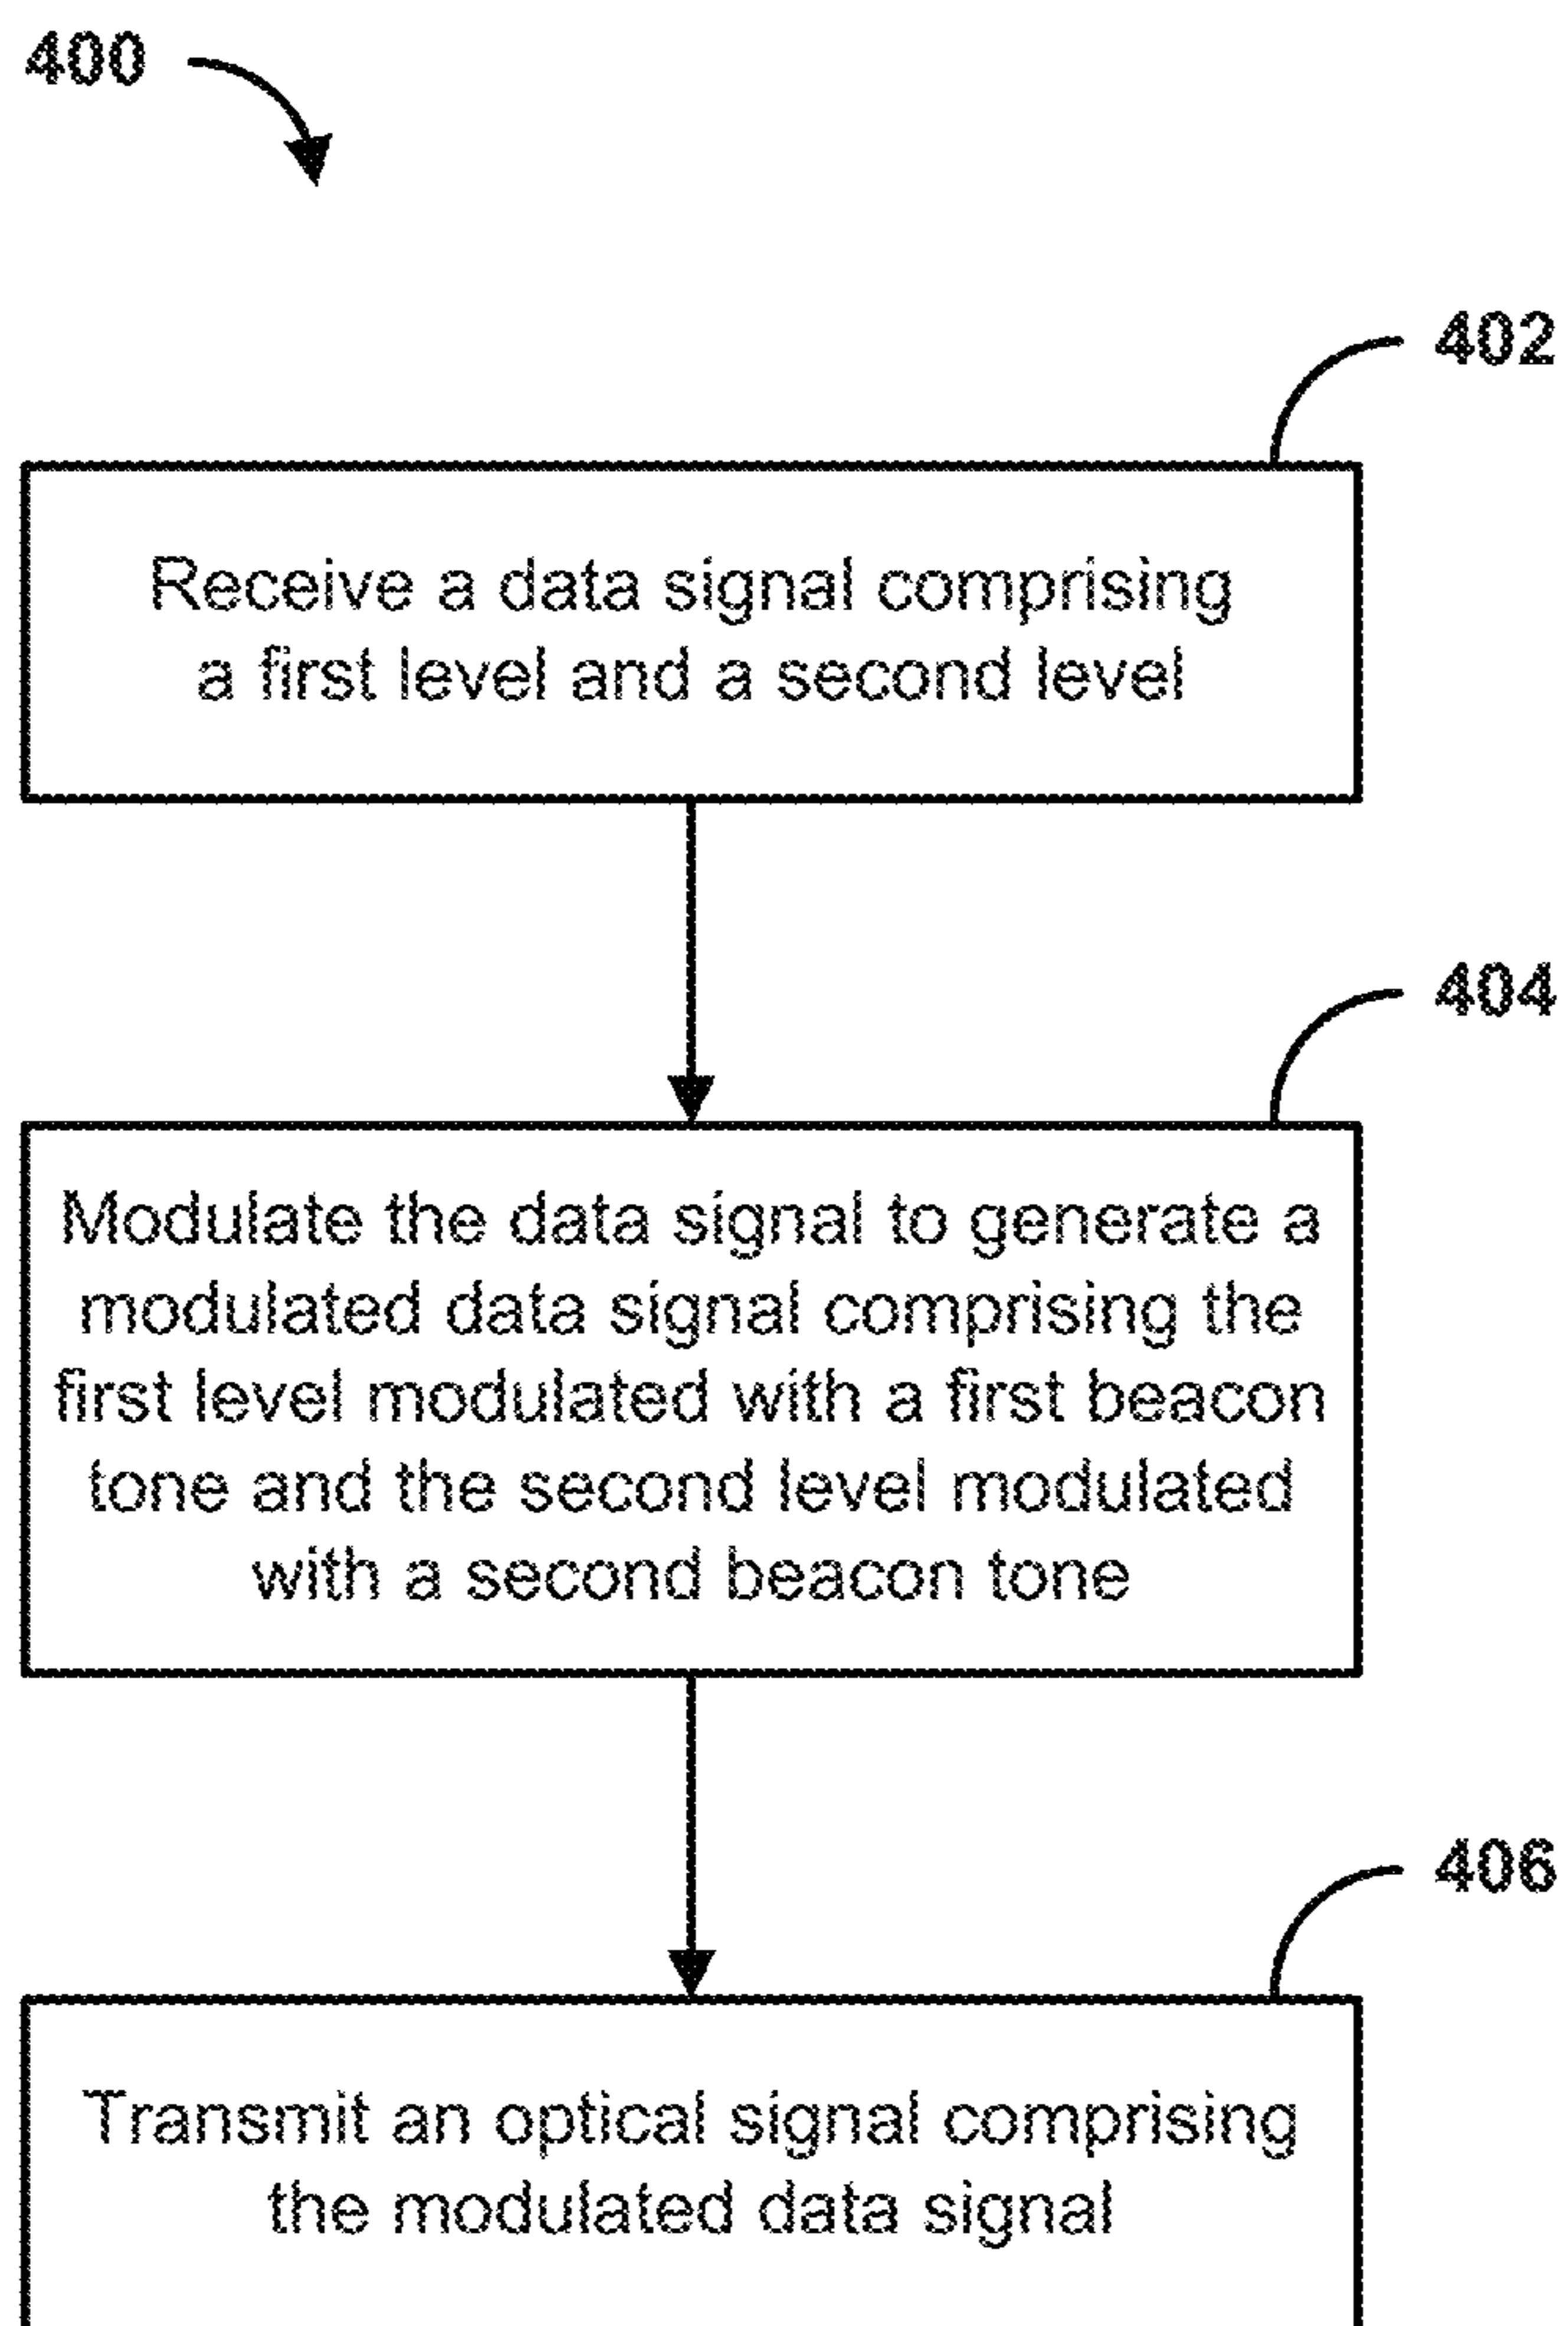 400
402
Receive a data signal comprising
a first level and a second level
404
Modulate the data signal to generate a
modulated data signal comprising the
first level modulated with a first beacon
tone and the second level modulated
with a second beacon tone
406
Transmit an optical signal comprising
the modulated data signal